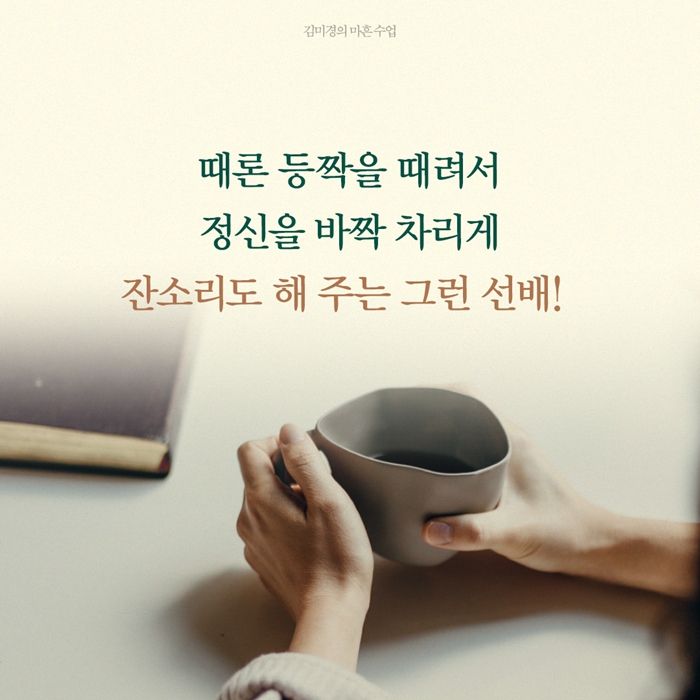 김미경의 마흔 수업
때론 등짝을 때려서
정신을 바짝 차리게
잔소리도 해 주는 그런 선배!